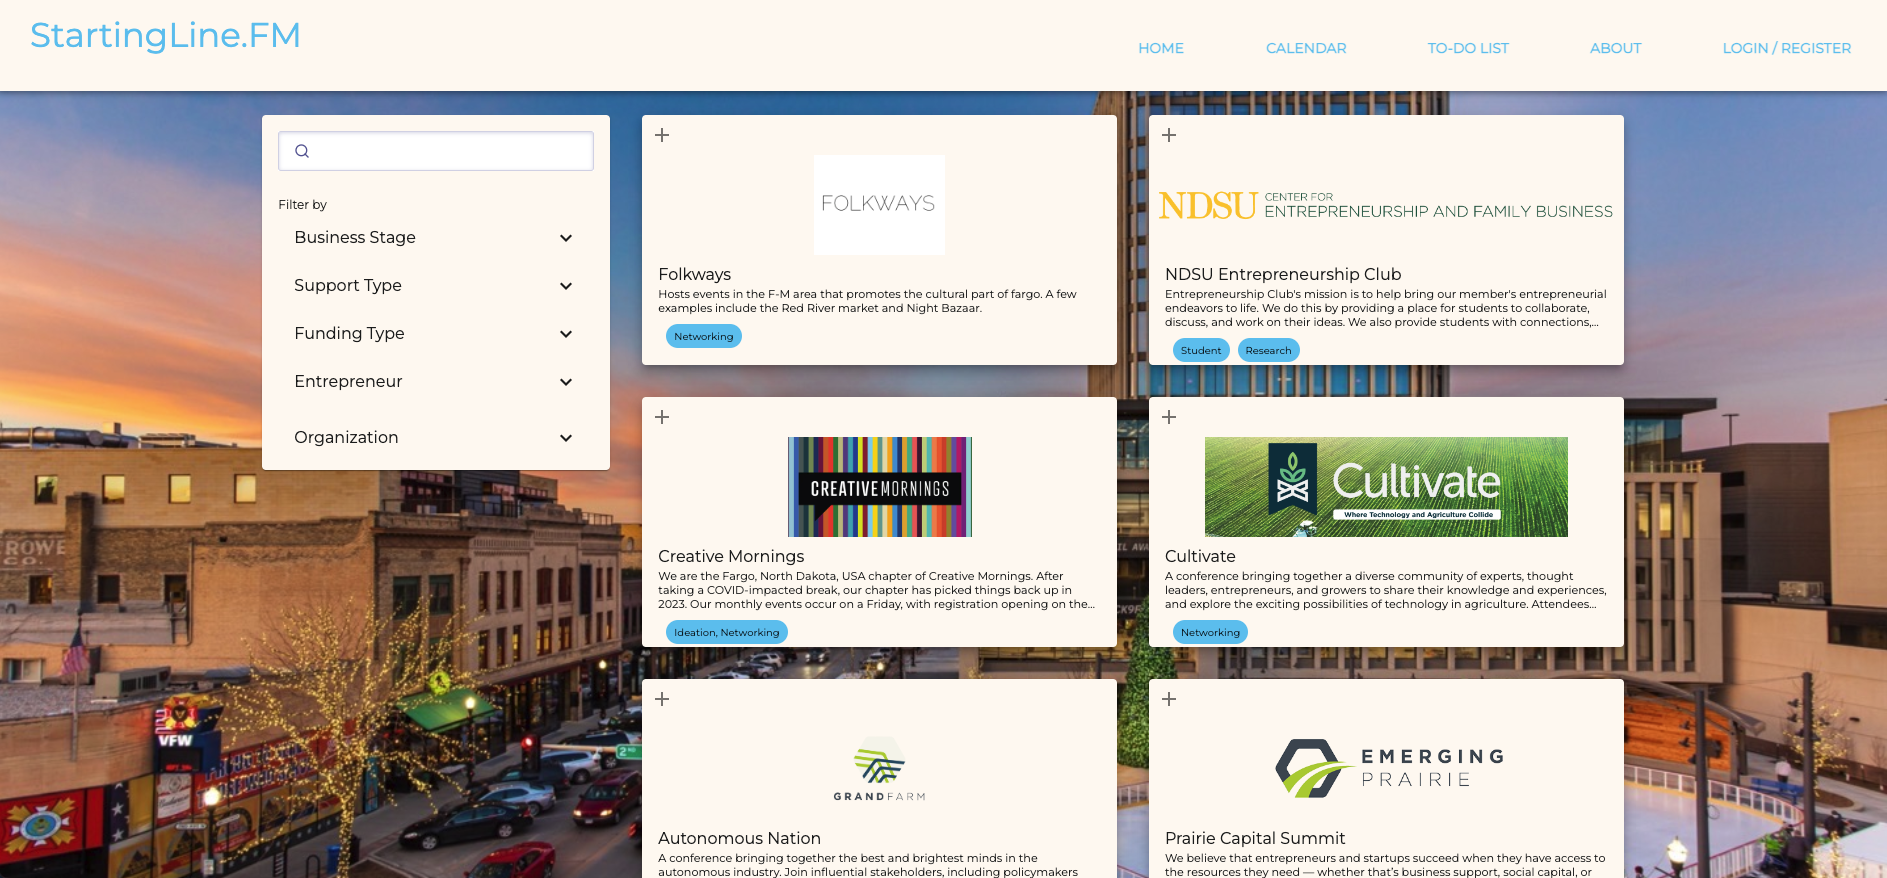 StartingLine.FM
HOME
CALENDAR
TO-DO LIST
ABOUT
LOGIN / REGISTER
Filter by
Business Stage
Support Type
Funding Type
Entrepreneur
Organization
FOLKWAYS
Folkways
Hosts events in the F-M area that promotes the cultural part of fargo. A few
examples include the Red River market and Night Bazaar.
Networking
NDSU CENTER FOR
ENTREPRENEURSHIP AND FAMILY BUSINESS
NDSU Entrepreneurship Club
Entrepreneurship Club's mission is to help bring our member's entrepreneurial
endeavors to life. We do this by providing a place for students to collaborate,
discuss, and work on their ideas. We also provide students with connections,...
Student
Research
CREATIVEMORNINGS
Creative Mornings
We are the Fargo, North Dakota, USA chapter of Creative Mornings. After
taking a COVID-impacted break, our chapter has picked things back up in
2023. Our monthly events occur on a Friday, with registration opening on the...
Ideation, Networking
Cultivate
Where Technology and Agriculture Collide
Cultivate
A conference bringing together a diverse community of experts, thought
leaders, entrepreneurs, and growers to share their knowledge and experiences,
and explore the exciting possibilities of technology in agriculture. Attendees...
Networking
GRANDFARM
Autonomous Nation
A conference bringing together the best and brightest minds in the
autonomous industry. Join influential stakeholders, including policymakers
EMERGING
PRAIRIE
Prairie Capital Summit
We believe that entrepreneurs and startups succeed when they have access to
the resources they need — whether that's business support, social capital, or
ROWE
CO.
VFW
2 ND